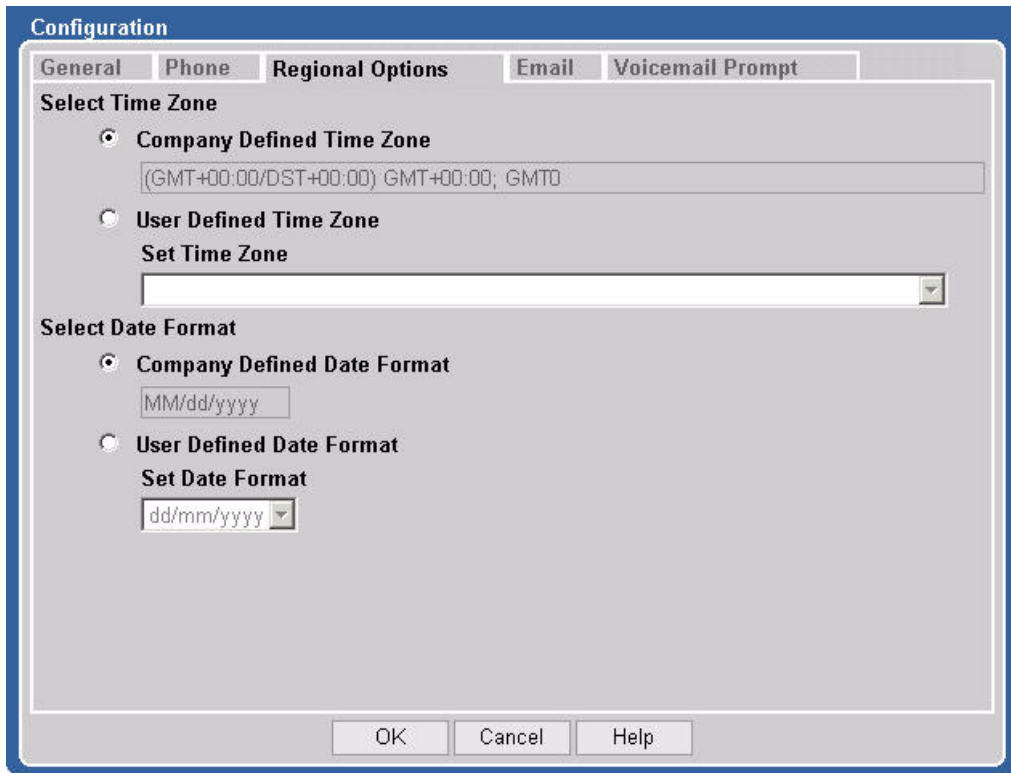 Configuration
General Phone Regional Options Email Voicemail Prompt
Select Time Zone
Company Defined Time Zone
(GMT+00:00/DST+00:00) GMT+00:00; GMT0
User Defined Time Zone
Set Time Zone
Select Date Format
Company Defined Date Format
MM/dd/yyyy
User Defined Date Format
Set Date Format
dd/mm/yyyy
OK Cancel Help